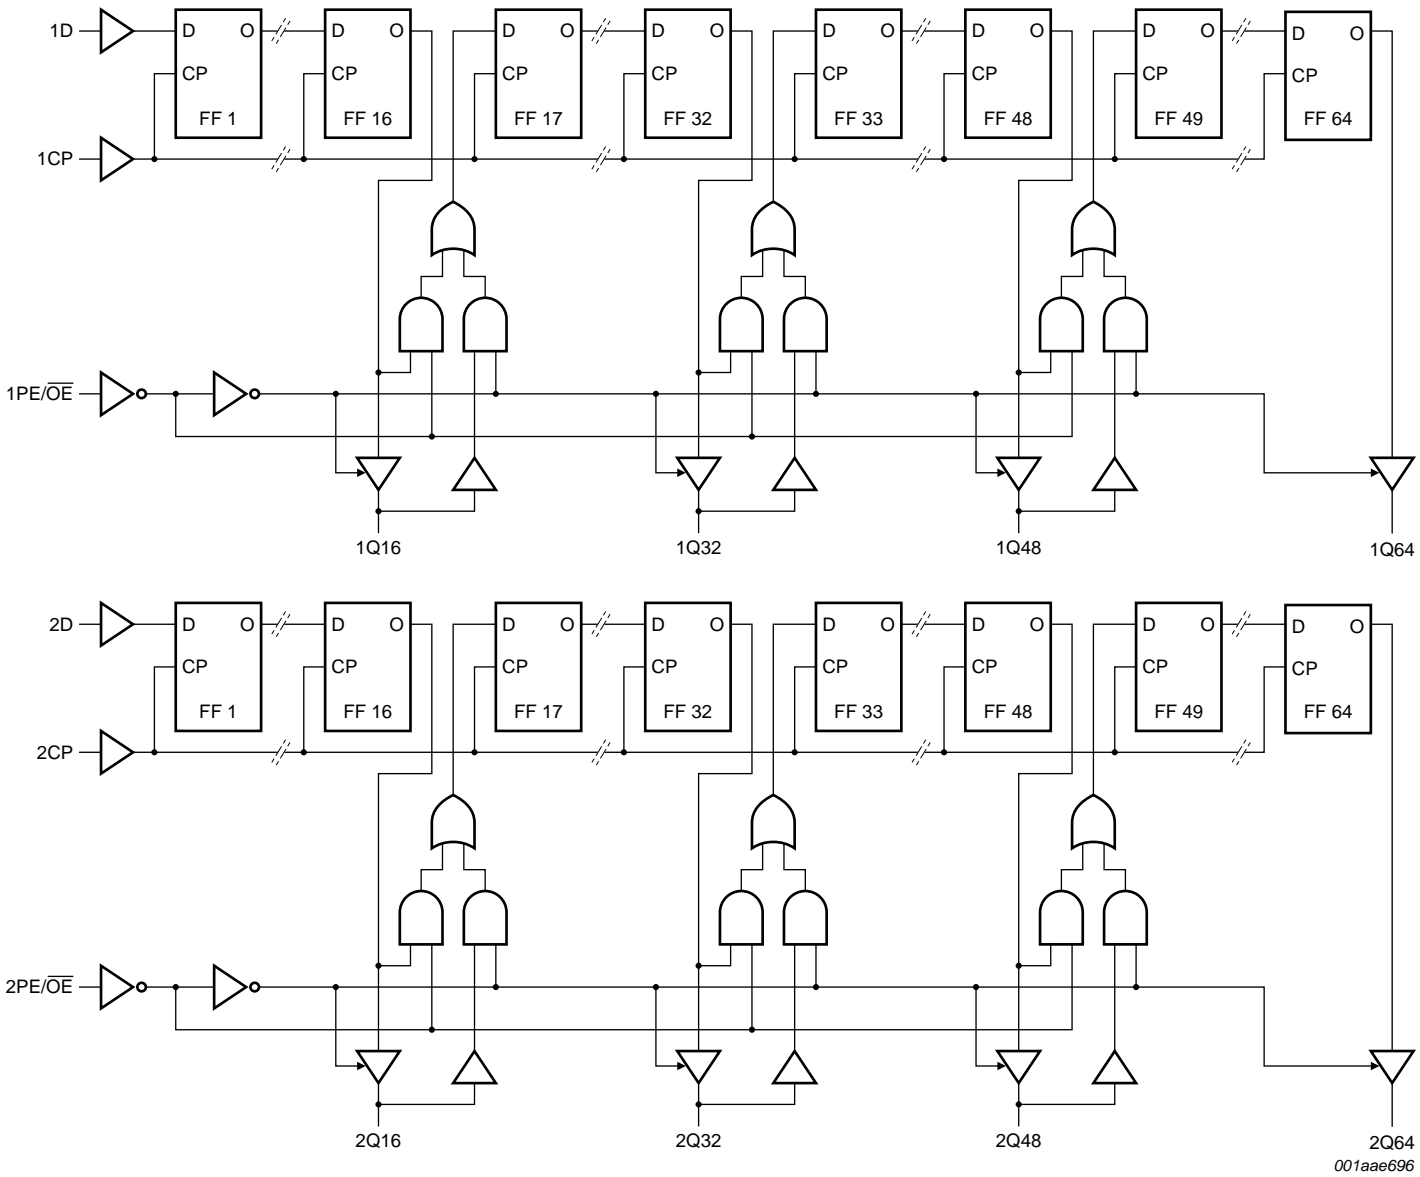 1D D O D O D O D O D O D O D O D O
CP CP CP CP CP CP CP CP
FF 1 FF 16 FF 17 FF 32 FF 33 FF 48 FF 49 FF 64
1CP
1PE/O̅E̅
1Q16 1Q32 1Q48 1Q64
2D D O D O D O D O D O D O D O D O
CP CP CP CP CP CP CP CP
FF 1 FF 16 FF 17 FF 32 FF 33 FF 48 FF 49 FF 64
2CP
2PE/O̅E̅
2Q16 2Q32 2Q48 2Q64
001aae696